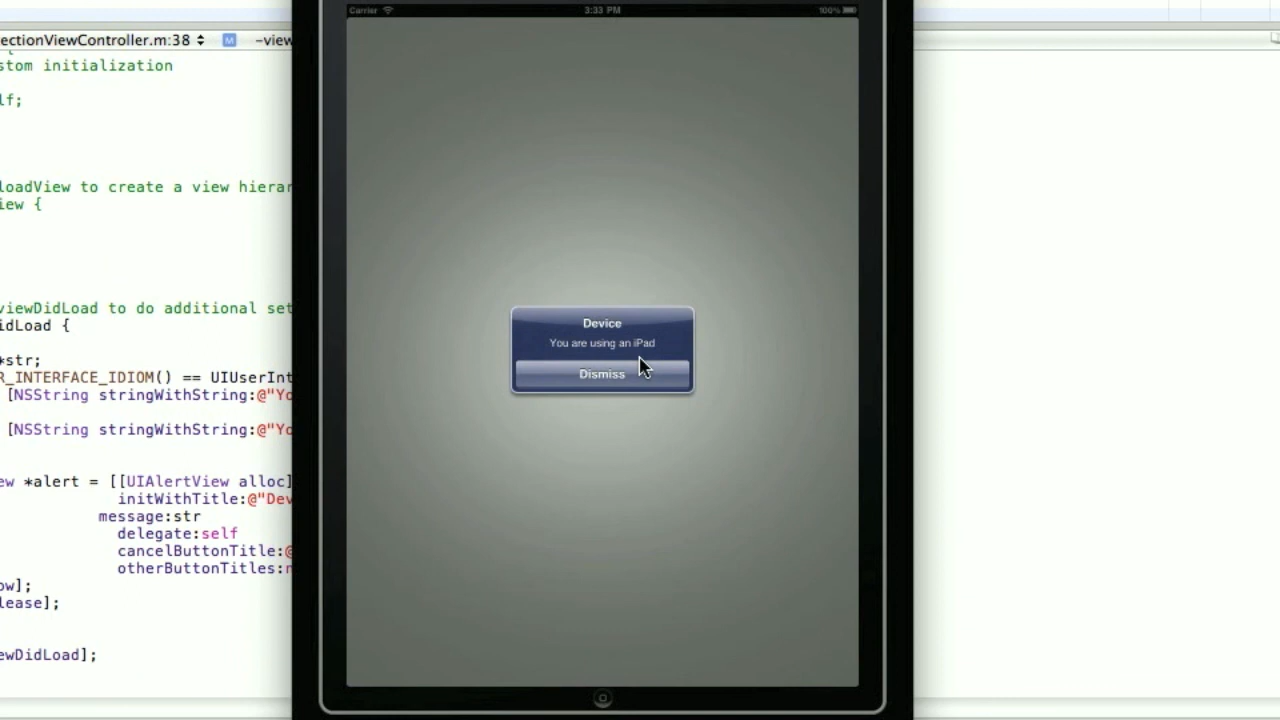 Carrier 3:33 PM 100%
ectionViewController.m:38 M -view
{
stom initialization
lf;
loadView to create a view hierar
iew {
viewDidLoad to do additional set
idLoad {
*str;
R_INTERFACE_IDIOM() == UIUserInt
[NSString stringWithString:@"Yo
[NSString stringWithString:@"Yo
ew *alert = [[UIAlertView alloc]
initWithTitle:@"Dev
message:str
delegate:self
cancelButtonTitle:@
otherButtonTitles:n
ow];
lease];
ewDidLoad];
Device
You are using an iPad
Dismiss